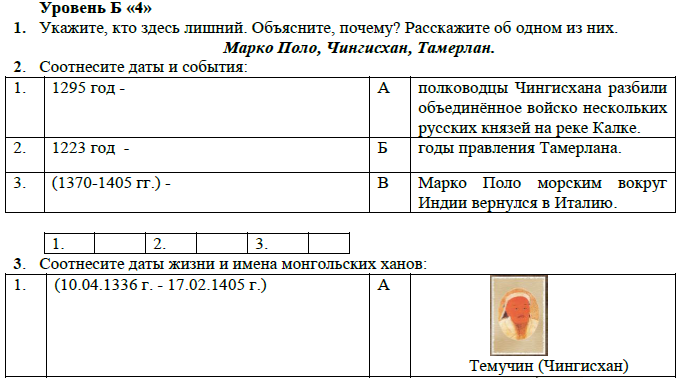 Уровень Б «4»
1. Укажите, кто здесь лишний. Объясните, почему? Расскажите об одном из них.
Марко Поло, Чингисхан, Тамерлан.
2. Соотнесите даты и события:
1. 1295 год - А полководцы Чингисхана разбили
объединённое войско нескольких
русских князей на реке Калке.
2. 1223 год - Б годы правления Тамерлана.
3. (1370-1405 гг.) - В Марко Поло морским вокруг
Индии вернулся в Италию.
1. 2. 3.
3. Соотнесите даты жизни и имена монгольских ханов:
1. (10.04.1336 г. - 17.02.1405 г.) А
Темучин (Чингисхан)